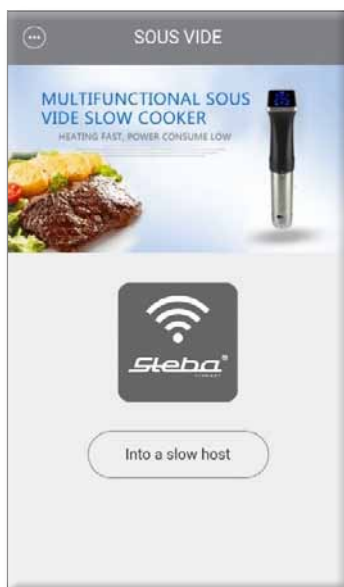 SOUS VIDE
MULTIFUNCTIONAL SOUS
VIDE SLOW COOKER
HEATING FAST, POWER CONSUME LOW
Steba®
Into a slow host